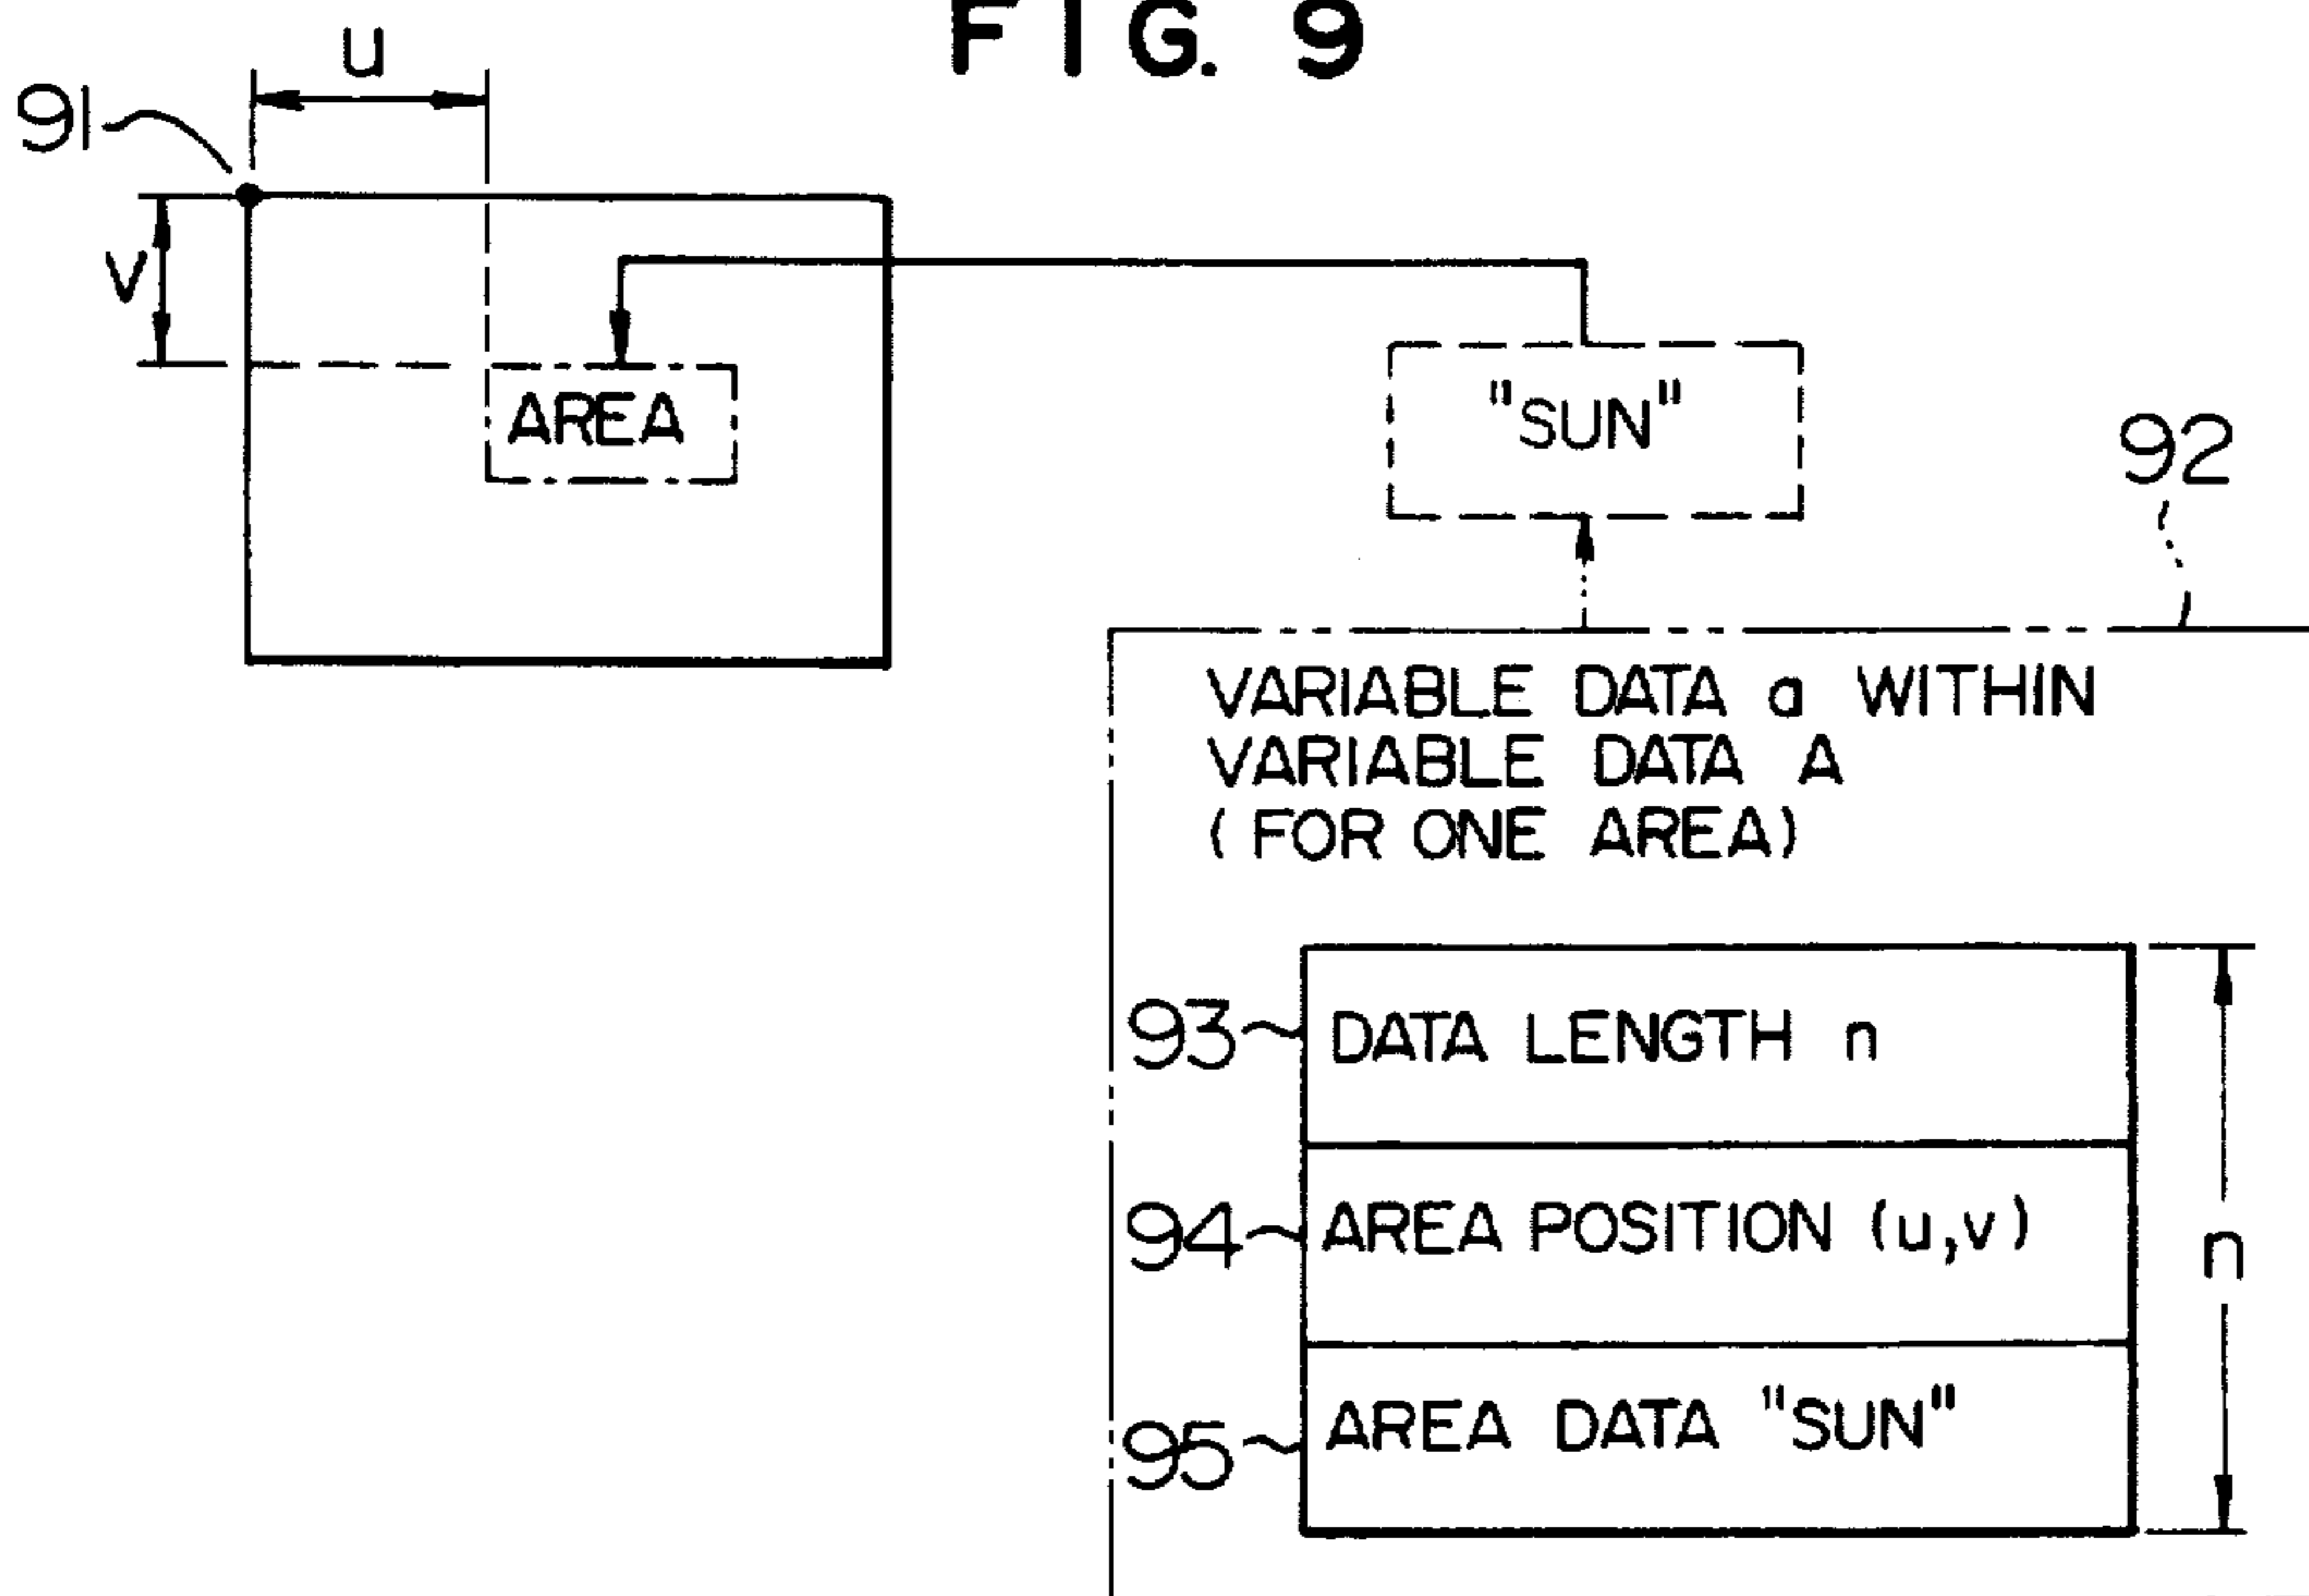 FIG. 9
u
91
v
AREA
"SUN"
92
VARIABLE DATA a WITHIN
VARIABLE DATA A
(FOR ONE AREA)
93 DATA LENGTH n
94 AREA POSITION (u,v)
n
95 AREA DATA "SUN"